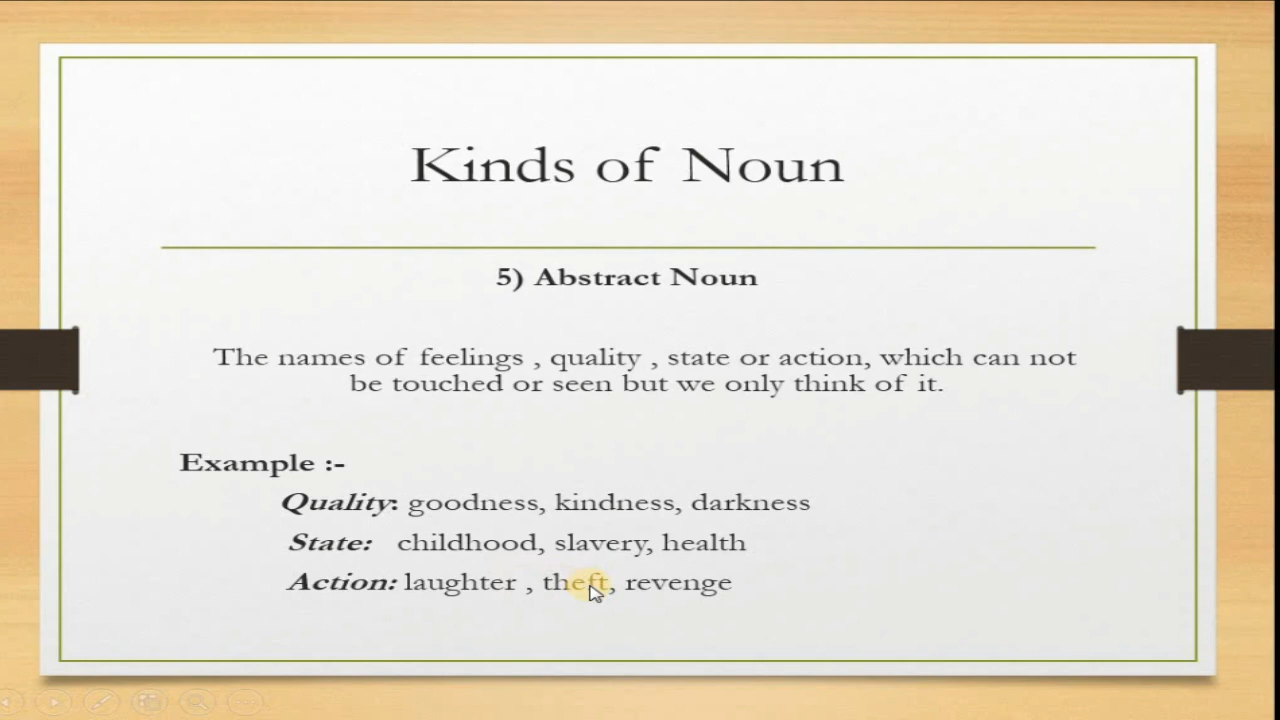 Kinds of Noun
5) Abstract Noun
The names of feelings , quality , state or action, which can not
be touched or seen but we only think of it.
Example :-
Quality: goodness, kindness, darkness
State: childhood, slavery, health
Action: laughter , theft, revenge